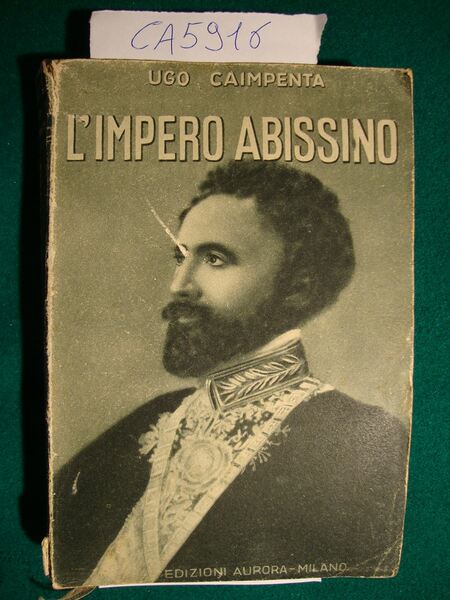 CA5916
UGO CAIMPENTA
L'IMPERO ABISSINO
EDIZIONI AURORA-MILANO